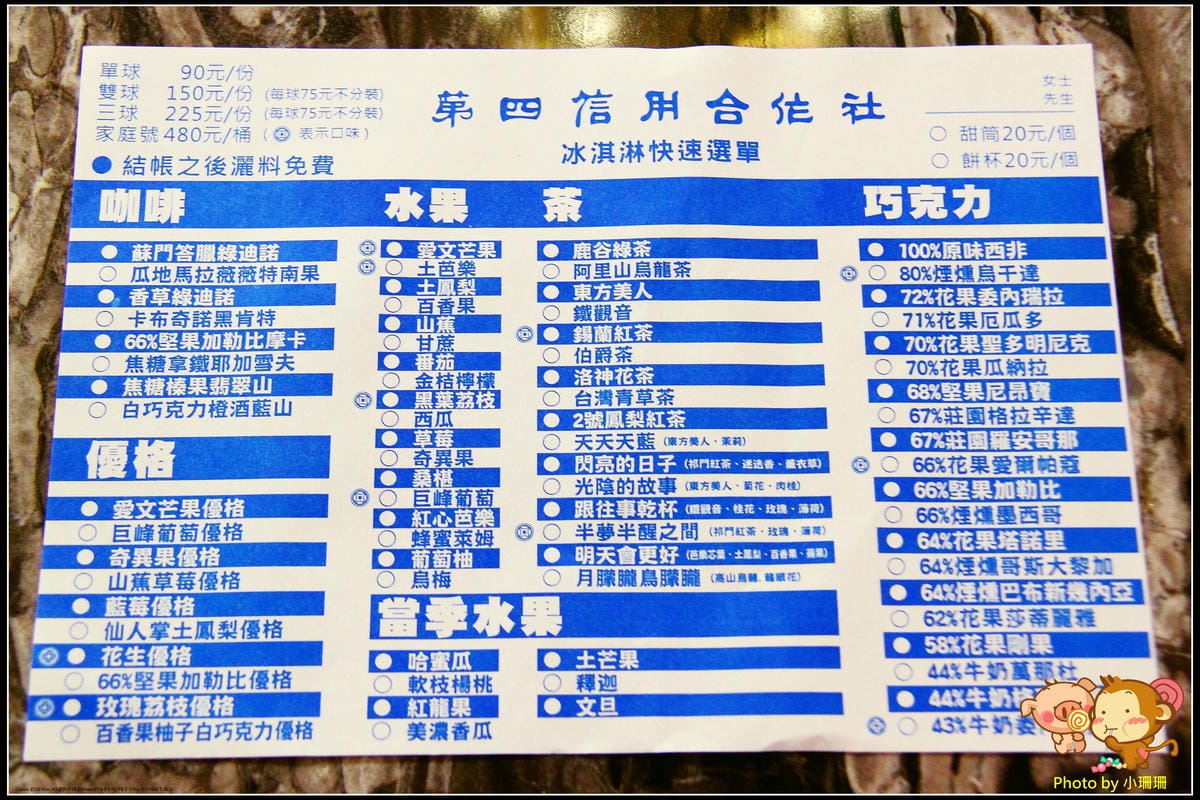 單球 90元/份
雙球 150元/份 (每球75元不分裝)
三球 225元/份 (每球75元不分裝)
家庭號480元/桶 ( 表示口味 )
● 結帳之後灑料免費
第四信用合作社
冰淇淋快速選單
女士
先生
○ 甜筒20元/個
○ 餅杯20元/個
咖啡
● 蘇門答臘綠迪諾
○ 瓜地馬拉薇薇特南果
● 香草綠迪諾
○ 卡布奇諾黑肯特
● 66%堅果加勒比摩卡
○ 焦糖拿鐵耶加雪夫
● 焦糖榛果翡翠山
○ 白巧克力橙酒藍山
優格
● 愛文芒果優格
○ 巨峰葡萄優格
● 奇異果優格
○ 山蕉草莓優格
● 藍莓優格
○ 仙人掌土鳳梨優格
● 花生優格
○ 66%堅果加勒比優格
● 玫瑰荔枝優格
○ 百香果柚子白巧克力優格
水果
● 愛文芒果
○ 土芭樂
● 土鳳梨
○ 百香果
● 山蕉
○ 甘蔗
● 番茄
○ 金桔檸檬
● 黑葉荔枝
○ 西瓜
● 草莓
○ 奇異果
● 桑椹
○ 巨峰葡萄
● 紅心芭樂
○ 蜂蜜萊姆
● 葡萄柚
○ 烏梅
茶
● 鹿谷綠茶
○ 阿里山烏龍茶
● 東方美人
○ 鐵觀音
● 錫蘭紅茶
○ 伯爵茶
● 洛神花茶
○ 台灣青草茶
● 2號鳳梨紅茶
○ 天天天藍 (東方美人、茉莉)
● 閃亮的日子 (祁門紅茶、迷迭香、薰衣草)
○ 光陰的故事 (東方美人、菊花、肉桂)
● 跟往事乾杯 (鐵觀音、桂花、玫瑰、薄荷)
○ 半夢半醒之間 (祁門紅茶、玫瑰、薄荷)
● 明天會更好 (芭樂芯葉、土鳳梨、百香果、蘋果)
○ 月朦朧鳥朦朧 (高山烏龍、龍眼花)
當季水果
● 哈蜜瓜
○ 軟枝楊桃
● 紅龍果
○ 美濃香瓜
● 土芒果
○ 釋迦
● 文旦
巧克力
● 100%原味西非
○ 80%煙燻烏干達
● 72%花果委內瑞拉
○ 71%花果厄瓜多
● 70%花果聖多明尼克
○ 70%花果瓜納拉
● 68%堅果尼昂寶
○ 67%莊園格拉辛達
● 67%莊園羅安哥那
○ 66%花果愛爾帕蔻
● 66%堅果加勒比
○ 66%煙燻墨西哥
● 64%花果塔諾里
○ 64%煙燻哥斯大黎加
● 64%煙燻巴布新幾內亞
○ 62%花果莎蒂麗雅
● 58%花果剛果
○ 44%牛奶萬那杜
● 44%牛奶
○ 43%牛奶委
Photo by 小珊珊